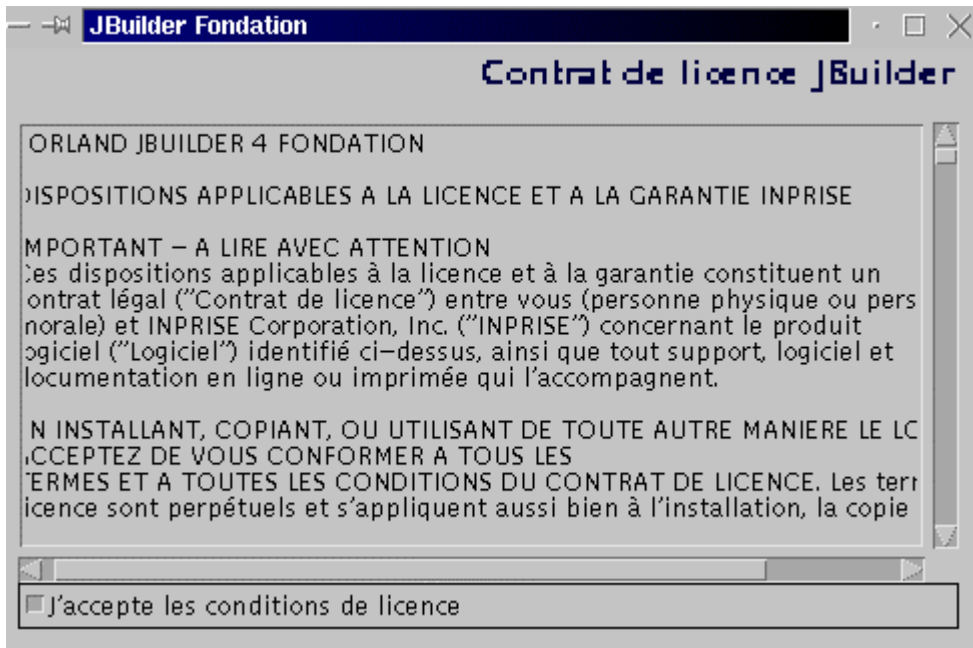 JBuilder Fondation
Contrat de licence JBuilder
ORLAND JBUILDER 4 FONDATION
DISPOSITIONS APPLICABLES A LA LICENCE ET A LA GARANTIE INPRISE
MPORTANT – A LIRE AVEC ATTENTION
Ces dispositions applicables à la licence et à la garantie constituent un
ontrat légal ("Contrat de licence") entre vous (personne physique ou pers
morale) et INPRISE Corporation, Inc. ("INPRISE") concernant le produit
ogiciel ("Logiciel") identifié ci–dessus, ainsi que tout support, logiciel et
documentation en ligne ou imprimée qui l'accompagnent.
N INSTALLANT, COPIANT, OU UTILISANT DE TOUTE AUTRE MANIERE LE LO
ACCEPTEZ DE VOUS CONFORMER A TOUS LES
TERMES ET A TOUTES LES CONDITIONS DU CONTRAT DE LICENCE. Les terr
icence sont perpétuels et s'appliquent aussi bien à l'installation, la copie
J'accepte les conditions de licence